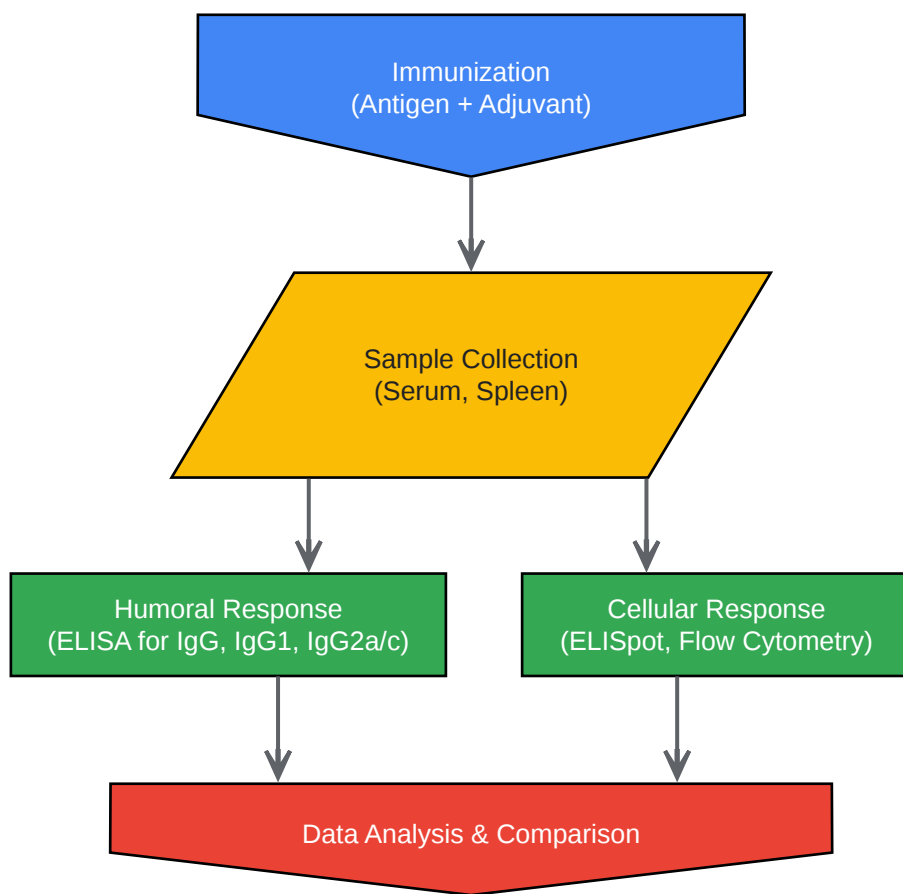 Immunization
(Antigen + Adjuvant)
Sample Collection
(Serum, Spleen)
Humoral Response
(ELISA for IgG, IgG1, IgG2a/c)
Cellular Response
(ELISpot, Flow Cytometry)
Data Analysis & Comparison